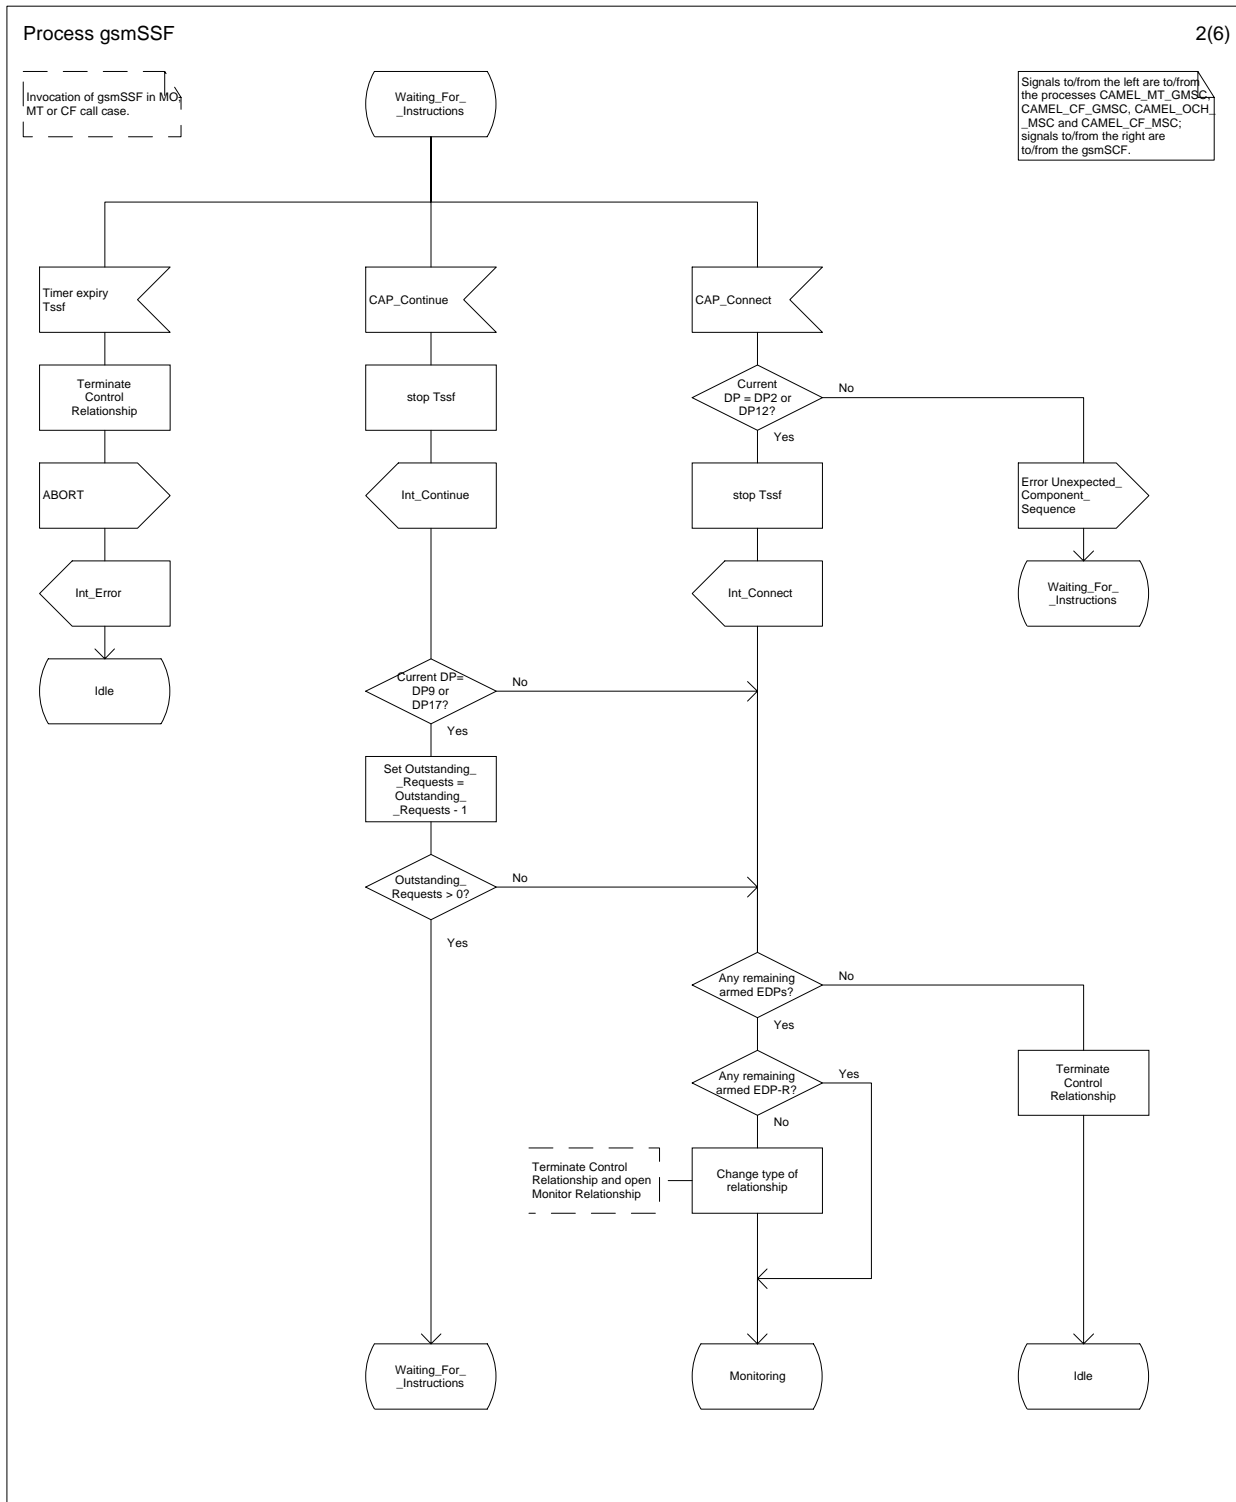 Process gsmSSF
2(6)
Invocation of gsmSSF in MO-
MT or CF call case.
Waiting_For_
_Instructions
Signals to/from the left are to/from
the processes CAMEL_MT_GMSC,
CAMEL_CF_GMSC, CAMEL_OCH_
_MSC and CAMEL_CF_MSC;
signals to/from the right are
to/from the gsmSCF.
Timer expiry
Tssf
CAP_Continue
CAP_Connect
Terminate
Control
Relationship
stop Tssf
Current
DP = DP2 or
DP12?
No
Yes
ABORT
Int_Continue
stop Tssf
Error Unexpected_
Component_
Sequence
Int_Error
Int_Connect
Waiting_For_
_Instructions
Idle
Current DP=
DP9 or
DP17?
No
Yes
Set Outstanding_
_Requests =
Outstanding_
_Requests - 1
Outstanding_
Requests > 0?
No
Yes
Any remaining
armed EDPs?
No
Yes
Any remaining
armed EDP-R?
Yes
No
Terminate
Control
Relationship
Terminate Control
Relationship and open
Monitor Relationship
Change type of
relationship
Waiting_For_
_Instructions
Monitoring
Idle